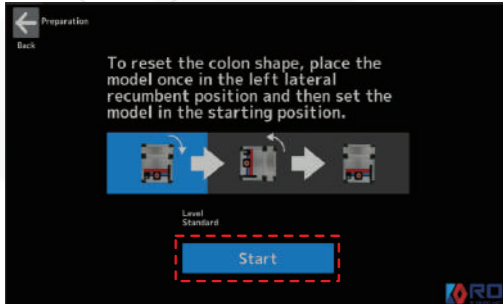 Preparation
Back
To reset the colon shape, place the
model once in the left lateral
recumbent position and then set the
model in the starting position.
Level
Standard
Start